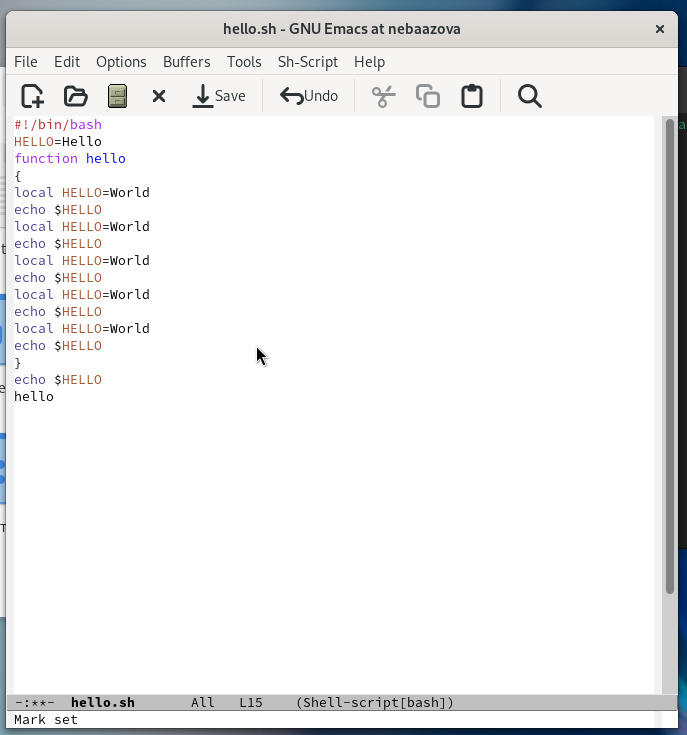 hello.sh - GNU Emacs at nebaazova
File Edit Options Buffers Tools Sh-Script Help
Save Undo
#!/bin/bash
HELLO=Hello
function hello
{
local HELLO=World
echo $HELLO
local HELLO=World
echo $HELLO
local HELLO=World
echo $HELLO
local HELLO=World
echo $HELLO
local HELLO=World
echo $HELLO
}
echo $HELLO
hello
-:**- hello.sh All L15 (Shell-script[bash])
Mark set